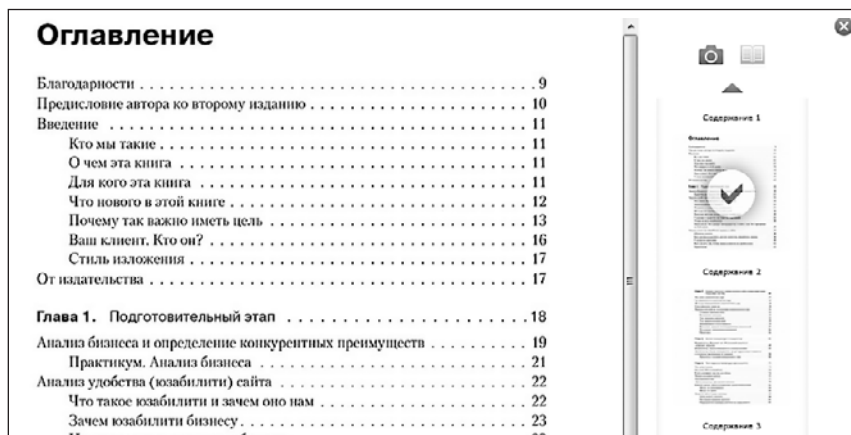 Оглавление
Благодарности . . . . . . . . . . . . . . . . . . . . . . . . . . . . . . . . . . . . . . . 9
Предисловие автора ко второму изданию . . . . . . . . . . . . . . . . . . . . . . . 10
Введение . . . . . . . . . . . . . . . . . . . . . . . . . . . . . . . . . . . . . . . . . . 11
Кто мы такие . . . . . . . . . . . . . . . . . . . . . . . . . . . . . . . . . . . . . . 11
О чем эта книга . . . . . . . . . . . . . . . . . . . . . . . . . . . . . . . . . . . . 11
Для кого эта книга . . . . . . . . . . . . . . . . . . . . . . . . . . . . . . . . . . 11
Что нового в этой книге . . . . . . . . . . . . . . . . . . . . . . . . . . . . . . . 12
Почему так важно иметь цель . . . . . . . . . . . . . . . . . . . . . . . . . . . 13
Ваш клиент. Кто он? . . . . . . . . . . . . . . . . . . . . . . . . . . . . . . . . . 16
Стиль изложения . . . . . . . . . . . . . . . . . . . . . . . . . . . . . . . . . . . 17
От издательства . . . . . . . . . . . . . . . . . . . . . . . . . . . . . . . . . . . . . 17
Глава 1. Подготовительный этап . . . . . . . . . . . . . . . . . . . . . . . . . 18
Анализ бизнеса и определение конкурентных преимуществ . . . . . . . . . . . 19
Практикум. Анализ бизнеса . . . . . . . . . . . . . . . . . . . . . . . . . . . . 21
Анализ удобства (юзабилити) сайта . . . . . . . . . . . . . . . . . . . . . . . . . 22
Что такое юзабилити и зачем оно нам . . . . . . . . . . . . . . . . . . . . . . 22
Зачем юзабилити бизнесу . . . . . . . . . . . . . . . . . . . . . . . . . . . . . . 23
Содержание 1
Оглавление
Содержание 2
Содержание 3